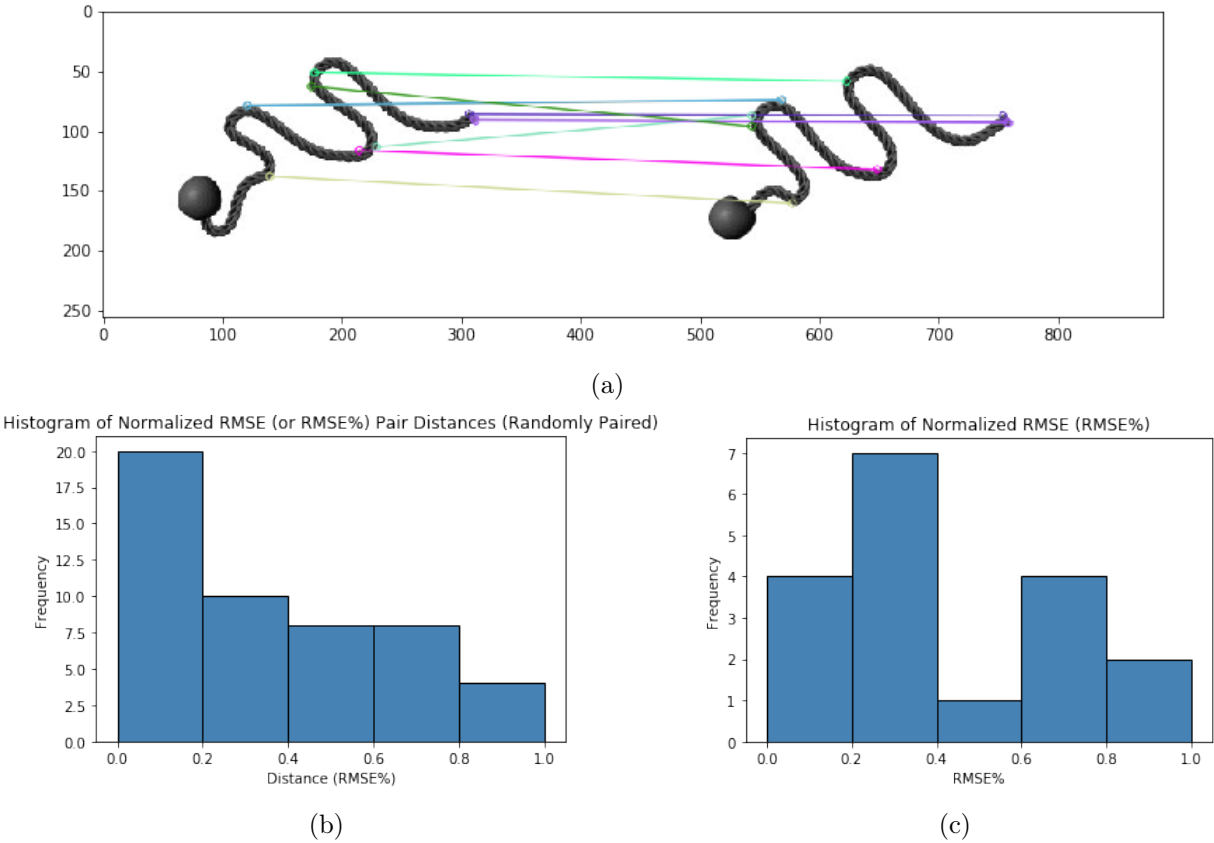 0
50
100
150
200
250
0 100 200 300 400 500 600 700 800
(a)
Histogram of Normalized RMSE (or RMSE%) Pair Distances (Randomly Paired)
20.0
17.5
15.0
12.5
10.0
7.5
5.0
2.5
0.0
Frequency
0.0 0.2 0.4 0.6 0.8 1.0
Distance (RMSE%)
(b)
Histogram of Normalized RMSE (RMSE%)
7
6
5
4
3
2
1
0
Frequency
0.0 0.2 0.4 0.6 0.8 1.0
RMSE%
(c)